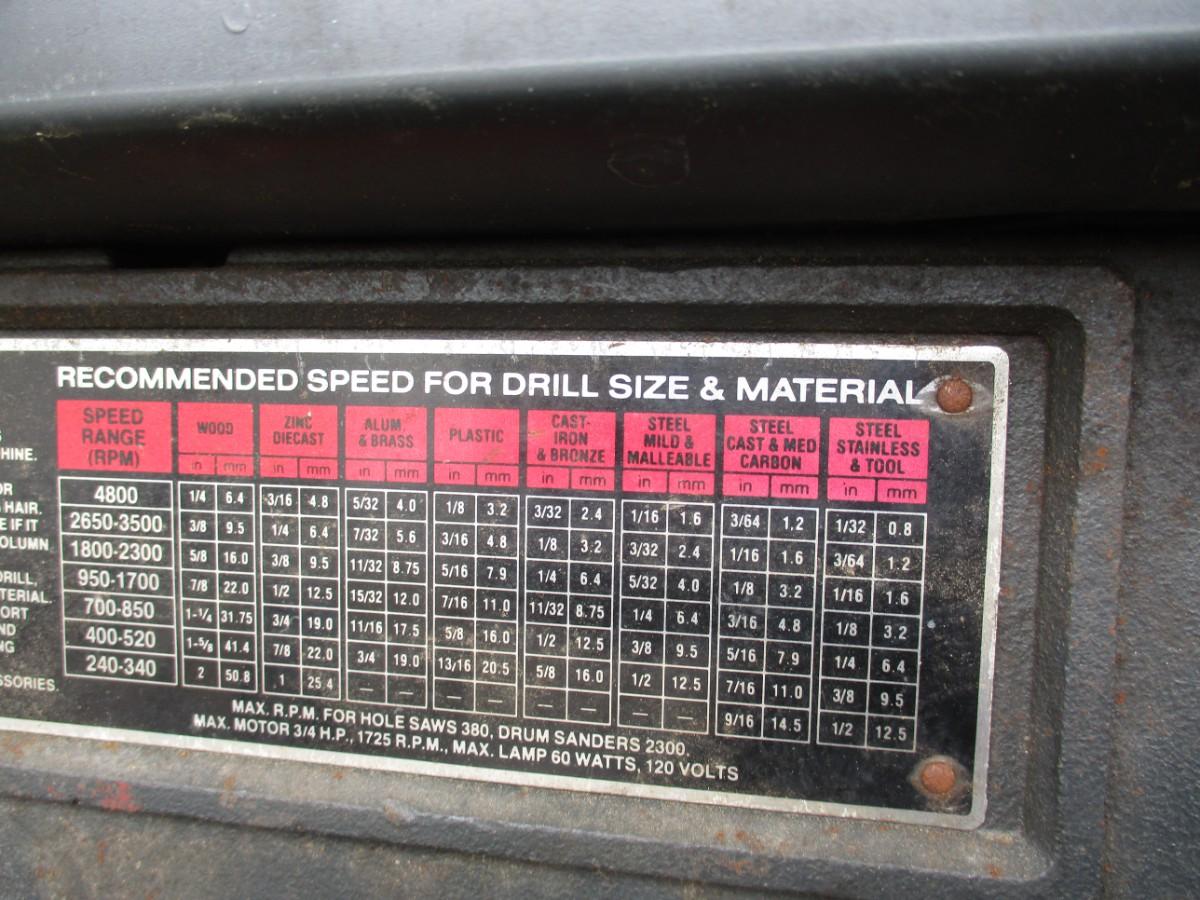 RECOMMENDED SPEED FOR DRILL SIZE & MATERIAL
SPEED RANGE (RPM) WOOD ZINC DIECAST ALUM. & BRASS PLASTIC CAST-IRON & BRONZE STEEL MILD & MALLEABLE STEEL CAST & MED CARBON STEEL STAINLESS & TOOL
in mm in mm in mm in mm in mm in mm in mm in mm
4800 1/4 6.4 3/16 4.8 5/32 4.0 1/8 3.2 3/32 2.4 1/16 1.6 3/64 1.2 1/32 0.8
2650-3500 3/8 9.5 1/4 6.4 7/32 5.6 3/16 4.8 1/8 3.2 3/32 2.4 1/16 1.6 3/64 1.2
1800-2300 5/8 16.0 3/8 9.5 11/32 8.75 5/16 7.9 1/4 6.4 5/32 4.0 1/8 3.2 1/16 1.6
950-1700 7/8 22.0 1/2 12.5 15/32 12.0 7/16 11.0 11/32 8.75 1/4 6.4 3/16 4.8 1/8 3.2
700-850 1-1/4 31.75 3/4 19.0 11/16 17.5 5/8 16.0 1/2 12.5 3/8 9.5 5/16 7.9 1/4 6.4
400-520 1-5/8 41.4 7/8 22.0 3/4 19.0 13/16 20.5 5/8 16.0 1/2 12.5 7/16 11.0 3/8 9.5
240-340 2 50.8 1 25.4 — — — — — — — — 9/16 14.5 1/2 12.5
MAX. R.P.M. FOR HOLE SAWS 380, DRUM SANDERS 2300.
MAX. MOTOR 3/4 H.P., 1725 R.P.M., MAX. LAMP 60 WATTS, 120 VOLTS
HAIR.
E IF IT